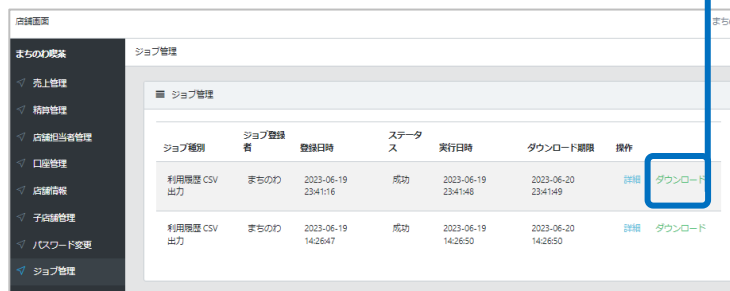 店舗画面
まち
まちのわ喫茶
ジョブ管理
売上管理
精算管理
店舗担当者管理
口座管理
店舗情報
子店舗管理
パスワード変更
ジョブ管理
ジョブ管理
ジョブ種別 ジョブ登録者 登録日時 ステータス 実行日時 ダウンロード期限 操作
利用履歴 CSV出力 まちのわ 2023-06-19 23:41:16 成功 2023-06-19 23:41:48 2023-06-20 23:41:49 詳細 ダウンロード
利用履歴 CSV出力 まちのわ 2023-06-19 14:26:47 成功 2023-06-19 14:26:50 2023-06-20 14:26:50 詳細 ダウンロード